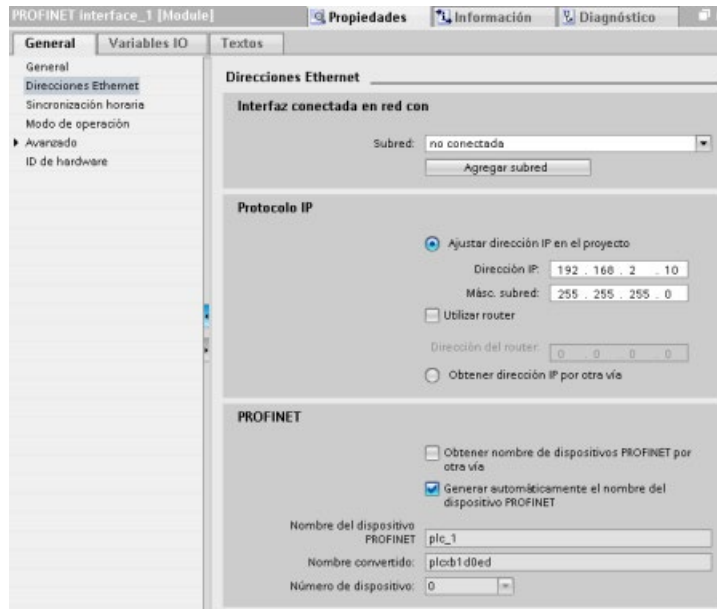 PROFINET interface_1 [Module]
Propiedades
Información
Diagnóstico
General
Variables IO
Textos
General
Direcciones Ethernet
Sincronización horaria
Modo de operación
Avanzado
ID de hardware
Direcciones Ethernet
Interfaz conectada en red con
Subred: no conectada
Agregar subred
Protocolo IP
Ajustar dirección IP en el proyecto
Dirección IP: 192 . 168 . 2 . 10
Másc. subred: 255 . 255 . 255 . 0
Utilizar router
Dirección del router: 0 . 0 . 0 . 0
Obtener dirección IP por otra vía
PROFINET
Obtener nombre de dispositivos PROFINET por
otra vía
Generar automáticamente el nombre del
dispositivo PROFINET
Nombre del dispositivo
PROFINET plc_1
Nombre convertido: plcxb1d0ed
Número de dispositivo: 0